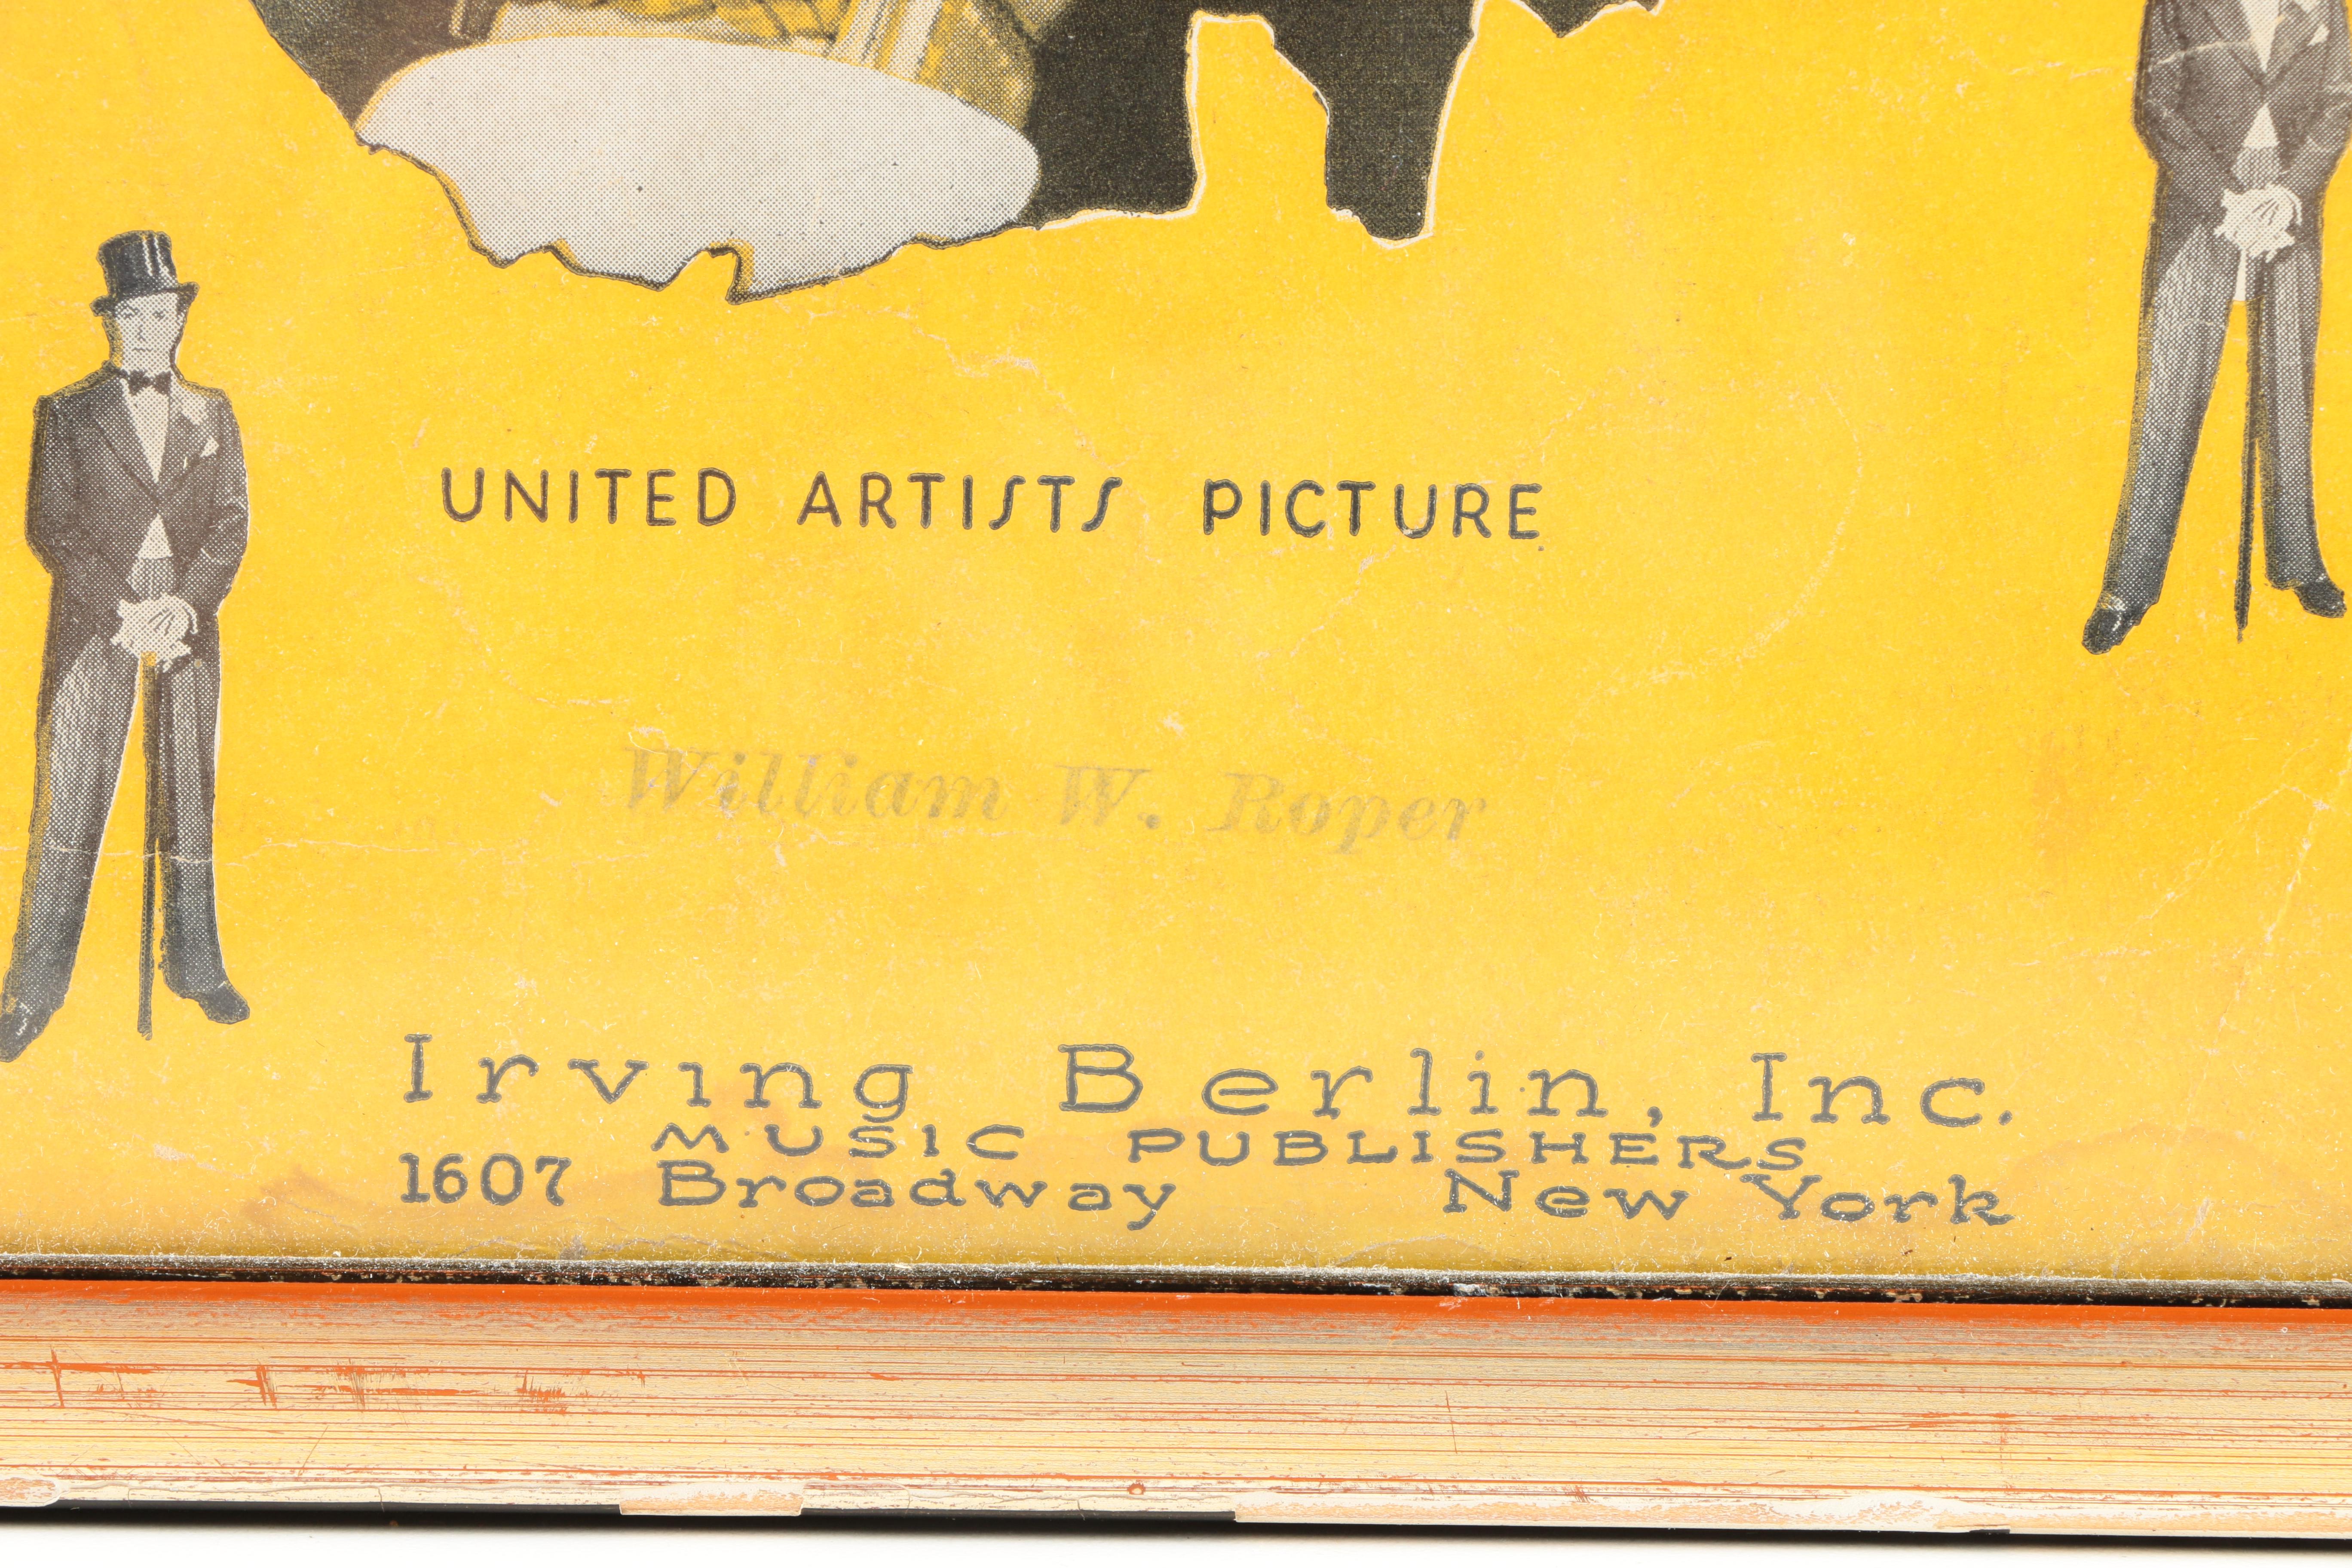 UNITED ARTISTS PICTURE
William W. Roper
Irving Berlin, Inc.
MUSIC PUBLISHERS
1607 Broadway New York